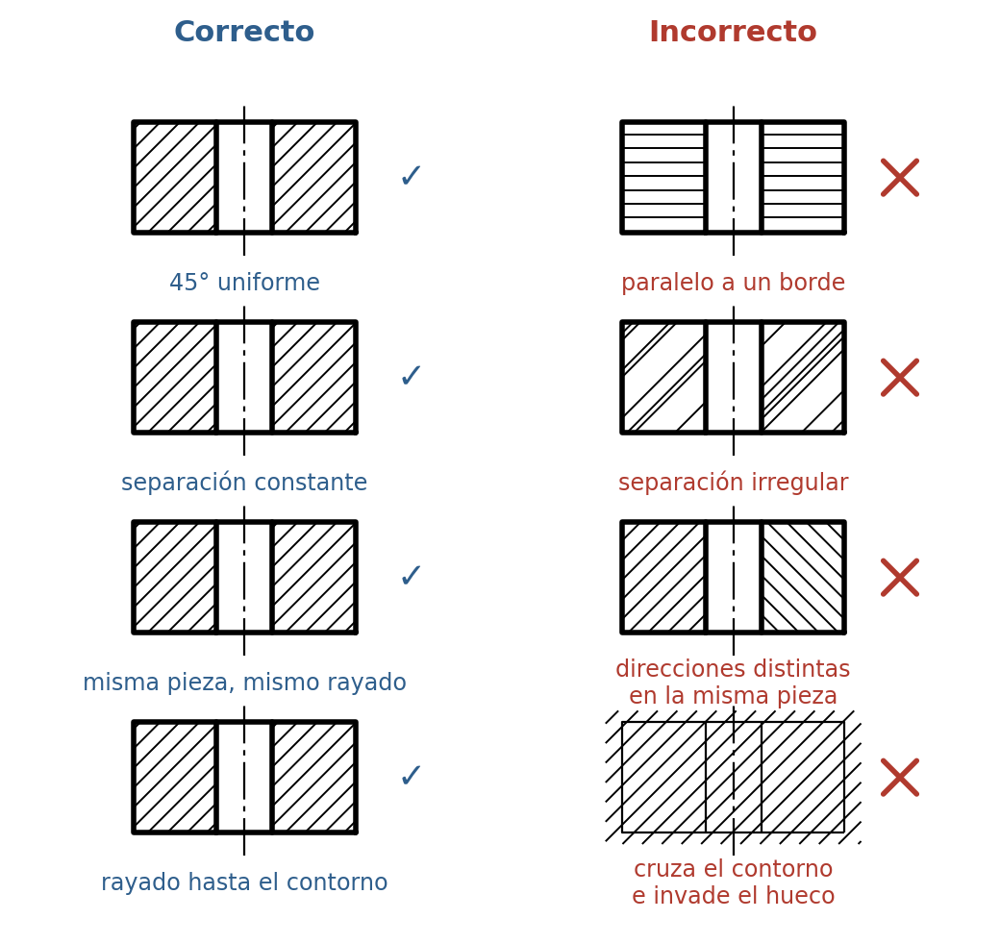 Correcto
Incorrecto
✓
45° uniforme
paralelo a un borde
✓
separación constante
separación irregular
✓
misma pieza, mismo rayado
direcciones distintas
en la misma pieza
✓
rayado hasta el contorno
cruza el contorno
e invade el hueco